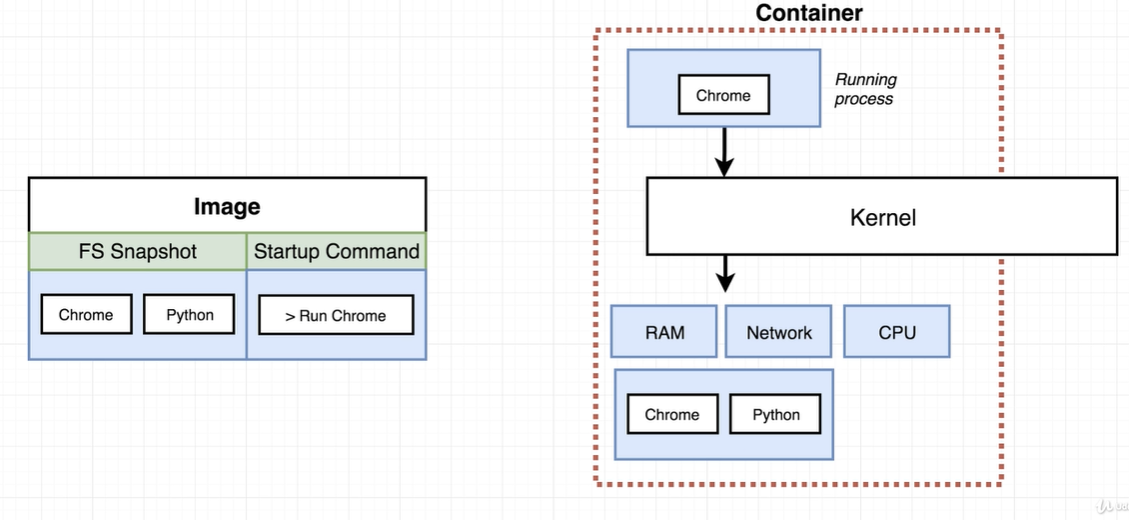 Container
Chrome
Running
process
Kernel
Image
FS Snapshot
Startup Command
Chrome
Python
> Run Chrome
RAM
Network
CPU
Chrome
Python